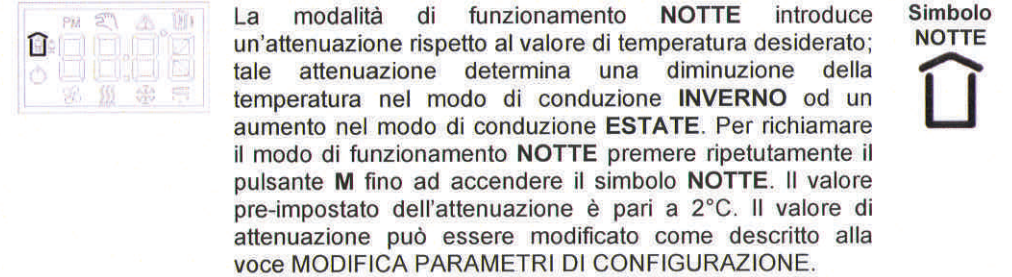 PM
La modalità di funzionamento NOTTE introduce
un'attenuazione rispetto al valore di temperatura desiderato;
tale attenuazione determina una diminuzione della
temperatura nel modo di conduzione INVERNO od un
aumento nel modo di conduzione ESTATE. Per richiamare
il modo di funzionamento NOTTE premere ripetutamente il
pulsante M fino ad accendere il simbolo NOTTE. Il valore
pre-impostato dell'attenuazione è pari a 2°C. Il valore di
attenuazione può essere modificato come descritto alla
voce MODIFICA PARAMETRI DI CONFIGURAZIONE.
Simbolo
NOTTE